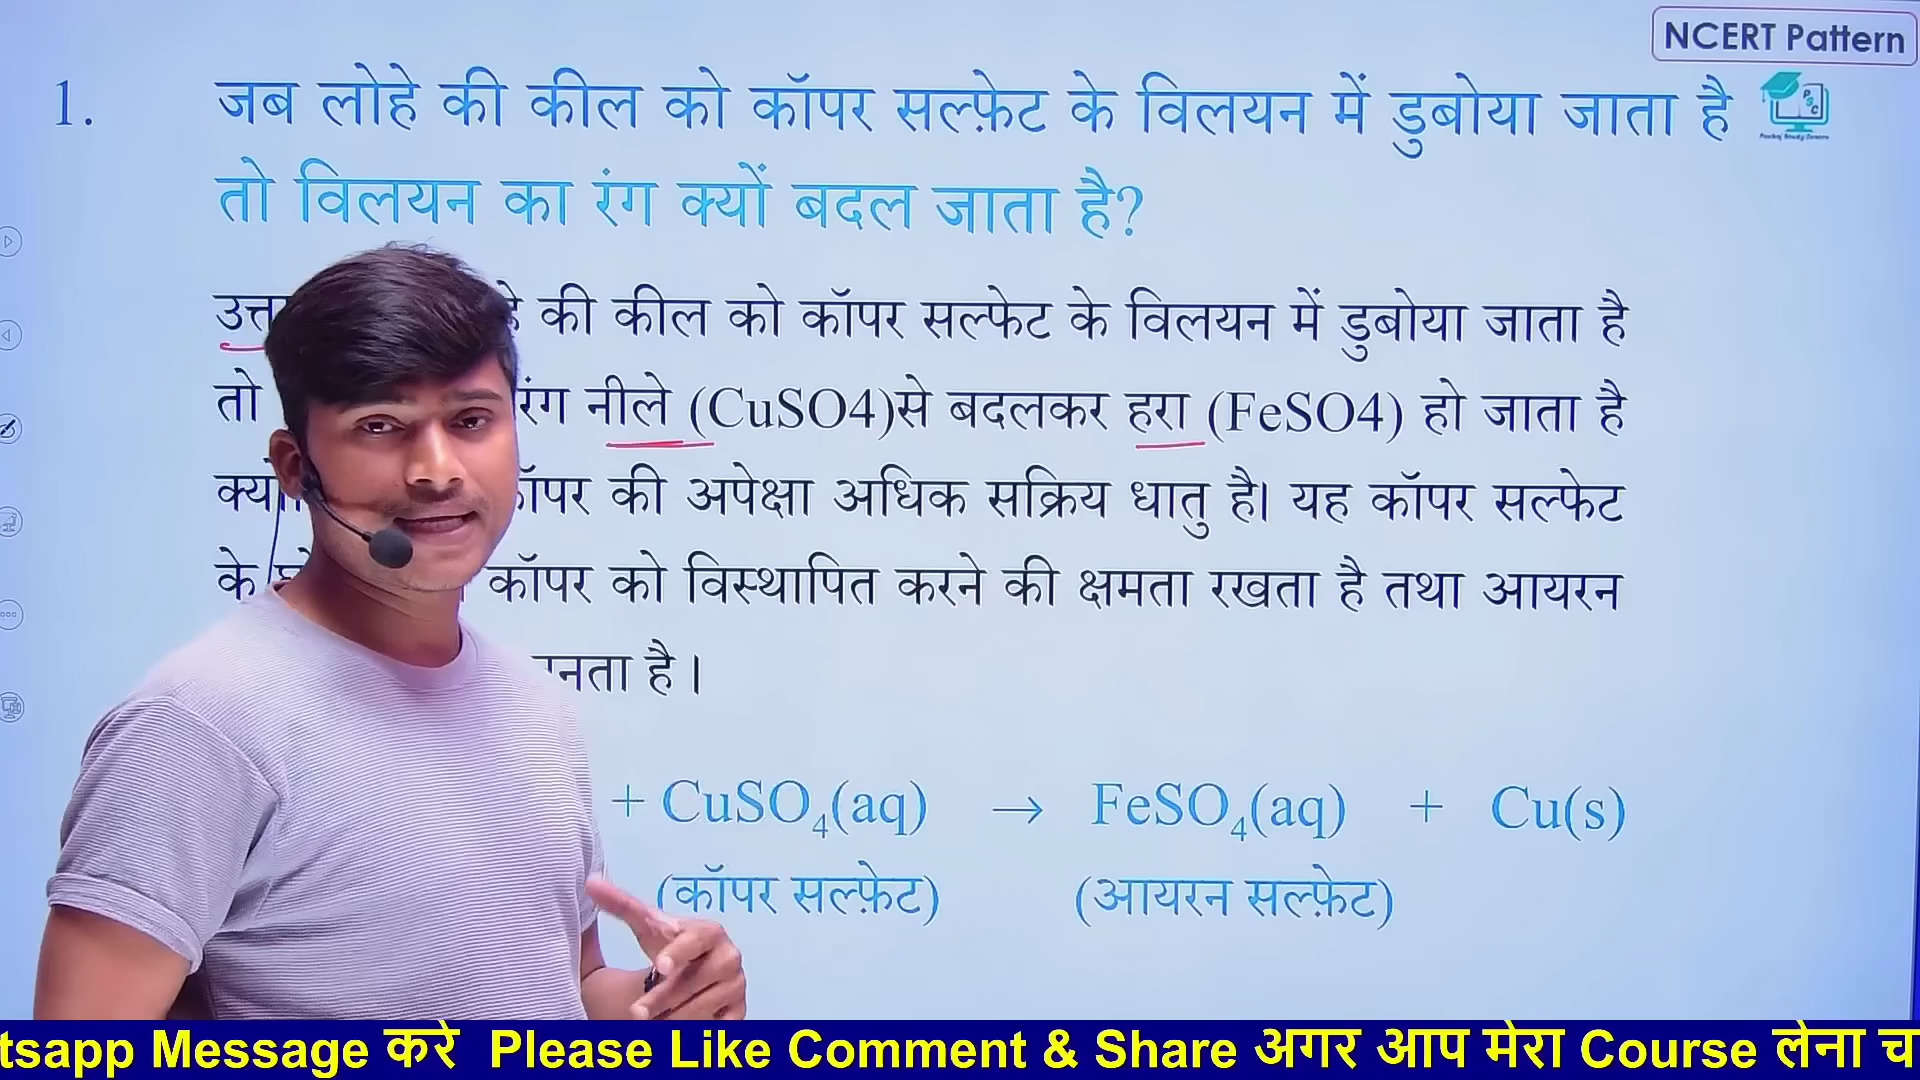 NCERT Pattern
1. जब लोहे की कील को कॉपर सल्फ़ेट के विलयन में डुबोया जाता है
तो विलयन का रंग क्यों बदल जाता है?
की कील को कॉपर सल्फेट के विलयन में डुबोया जाता है
तो रंग नीले (CuSO4)से बदलकर हरा (FeSO4) हो जाता है
की अपेक्षा अधिक सक्रिय धातु है। यह कॉपर सल्फेट
के कॉपर को विस्थापित करने की क्षमता रखता है तथा आयरन
है ।
+ CuSO₄(aq) → FeSO₄(aq) + Cu(s)
(कॉपर सल्फ़ेट) (आयरन सल्फ़ेट)
tsapp Message करे Please Like Comment & Share अगर आप मेरा Course लेना च